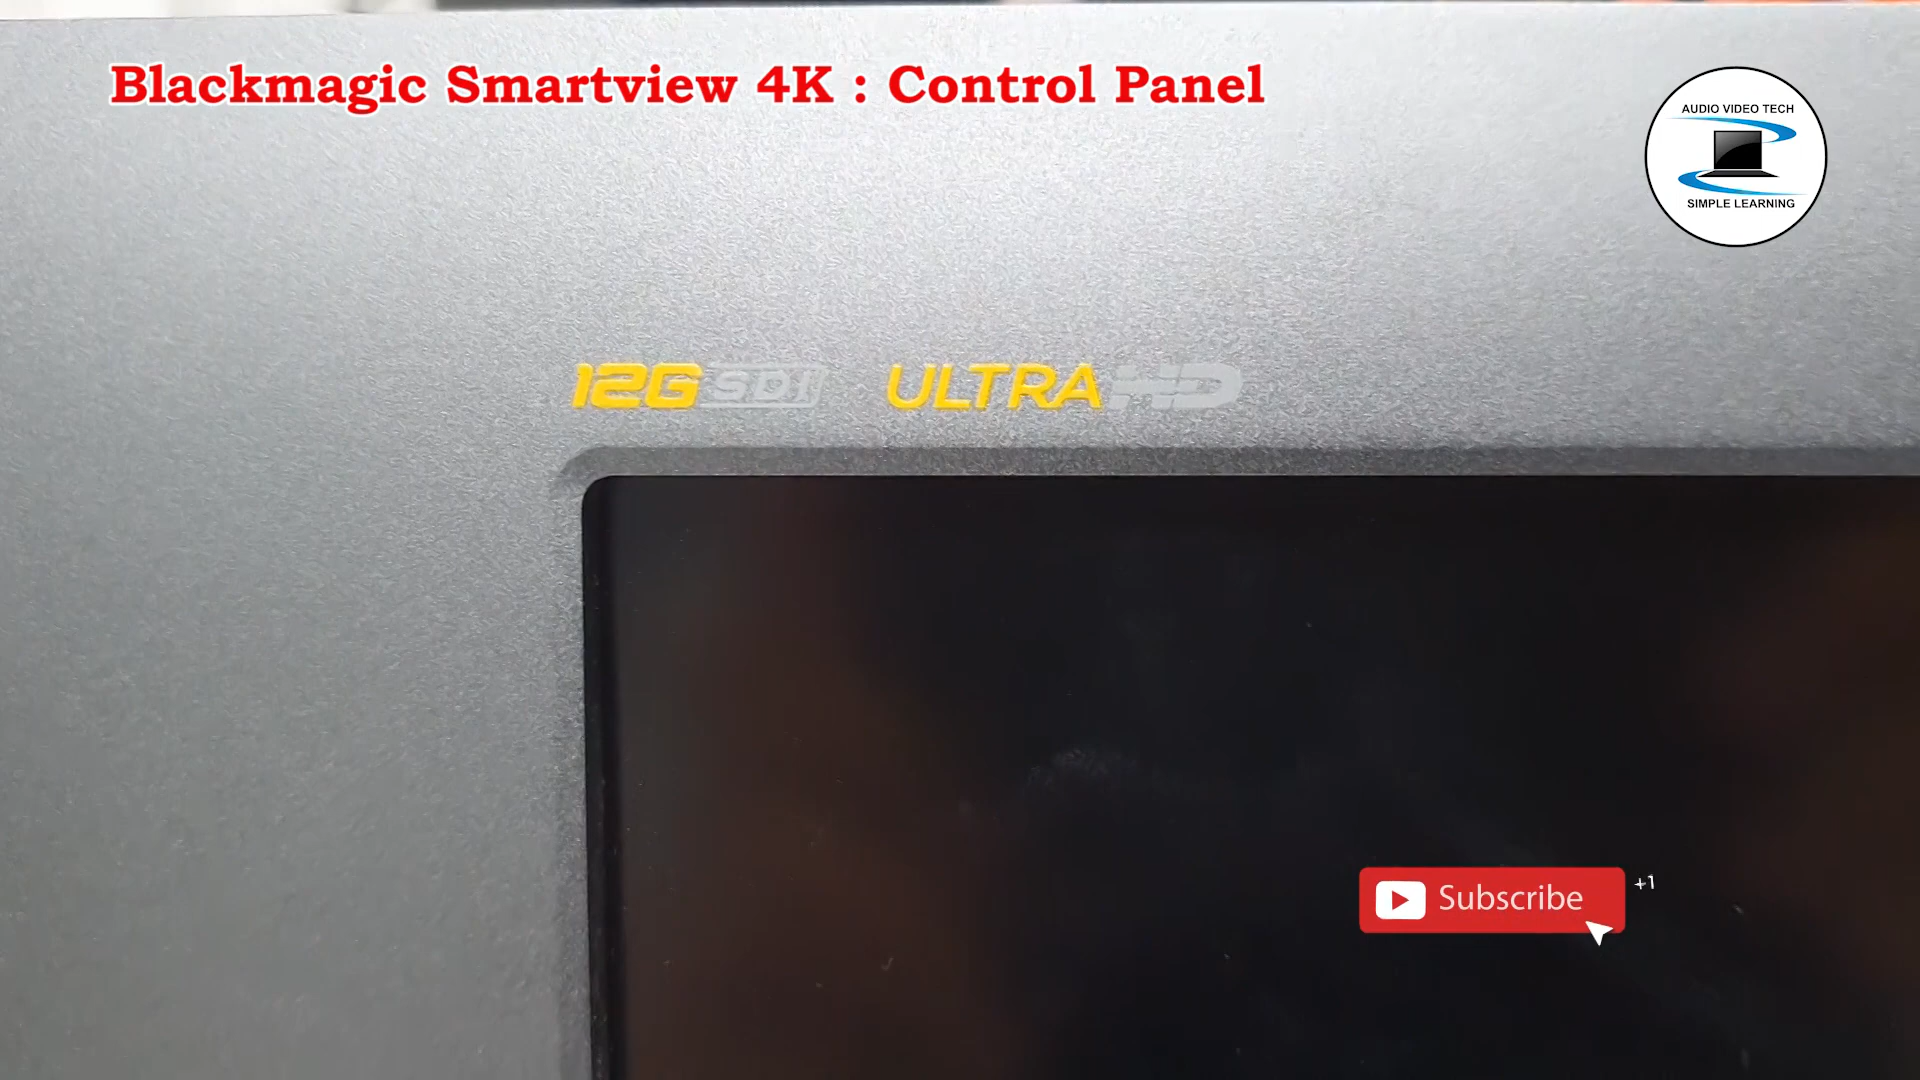 Blackmagic Smartview 4K : Control Panel
AUDIO VIDEO TECH
SIMPLE LEARNING
12G SDI ULTRA HD
Subscribe +1